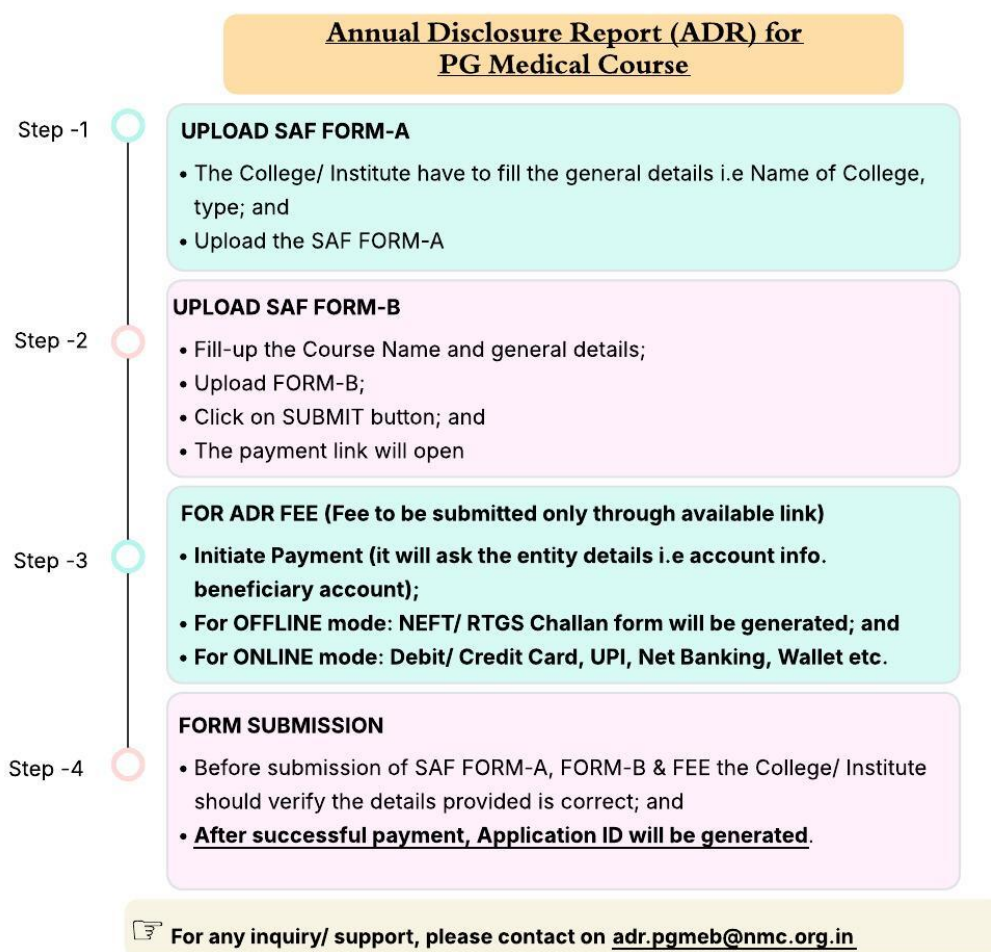 Annual Disclosure Report (ADR) for
PG Medical Course
Step -1
UPLOAD SAF FORM-A
• The College/ Institute have to fill the general details i.e Name of College,
type; and
• Upload the SAF FORM-A
Step -2
UPLOAD SAF FORM-B
• Fill-up the Course Name and general details;
• Upload FORM-B;
• Click on SUBMIT button; and
• The payment link will open
Step -3
FOR ADR FEE (Fee to be submitted only through available link)
• Initiate Payment (it will ask the entity details i.e account info.
beneficiary account);
• For OFFLINE mode: NEFT/ RTGS Challan form will be generated; and
• For ONLINE mode: Debit/ Credit Card, UPI, Net Banking, Wallet etc.
Step -4
FORM SUBMISSION
• Before submission of SAF FORM-A, FORM-B & FEE the College/ Institute
should verify the details provided is correct; and
• After successful payment, Application ID will be generated.
☞ For any inquiry/ support, please contact on adr.pgmeb@nmc.org.in